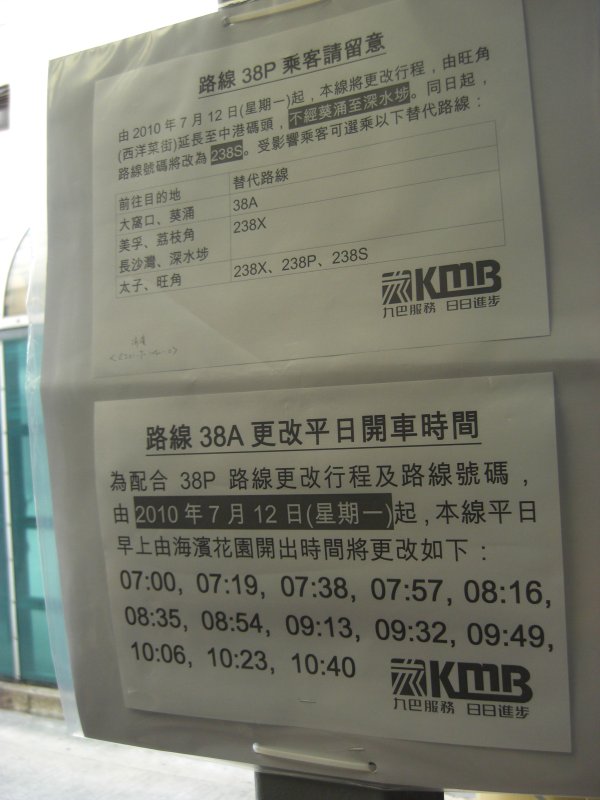 路線 38P 乘客請留意
由 2010 年 7 月 12 日(星期一)起，本線將更改行程，由旺角
(西洋菜街)延長至中港碼頭，不經葵涌至深水埗。同日起，
路線號碼將改為 238S。受影響乘客可選乘以下替代路線：
前往目的地 替代路線
大窩口、葵涌 38A
美孚、荔枝角 238X
長沙灣、深水埗
太子、旺角 238X、238P、238S
KMB
九巴服務 日日進步
路線 38A 更改平日開車時間
為配合 38P 路線更改行程及路線號碼，
由 2010 年 7 月 12 日(星期一)起，本線平日
早上由海濱花園開出時間將更改如下：
07:00, 07:19, 07:38, 07:57, 08:16,
08:35, 08:54, 09:13, 09:32, 09:49,
10:06, 10:23, 10:40
KMB
九巴服務 日日進步